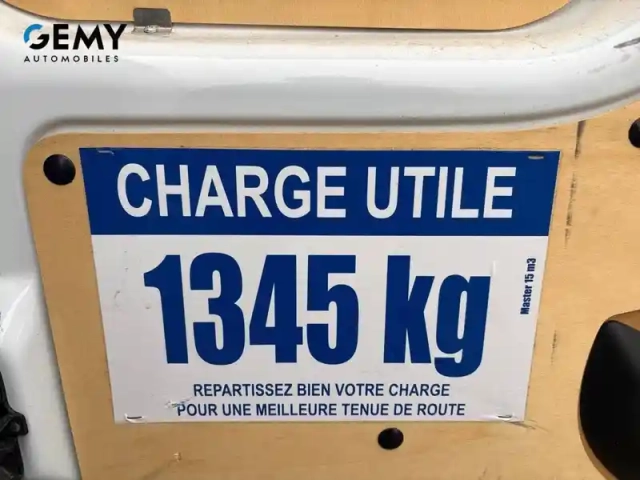 GEMY
AUTOMOBILES
CHARGE UTILE
1345 kg
Master 15 m3
REPARTISSEZ BIEN VOTRE CHARGE
POUR UNE MEILLEURE TENUE DE ROUTE